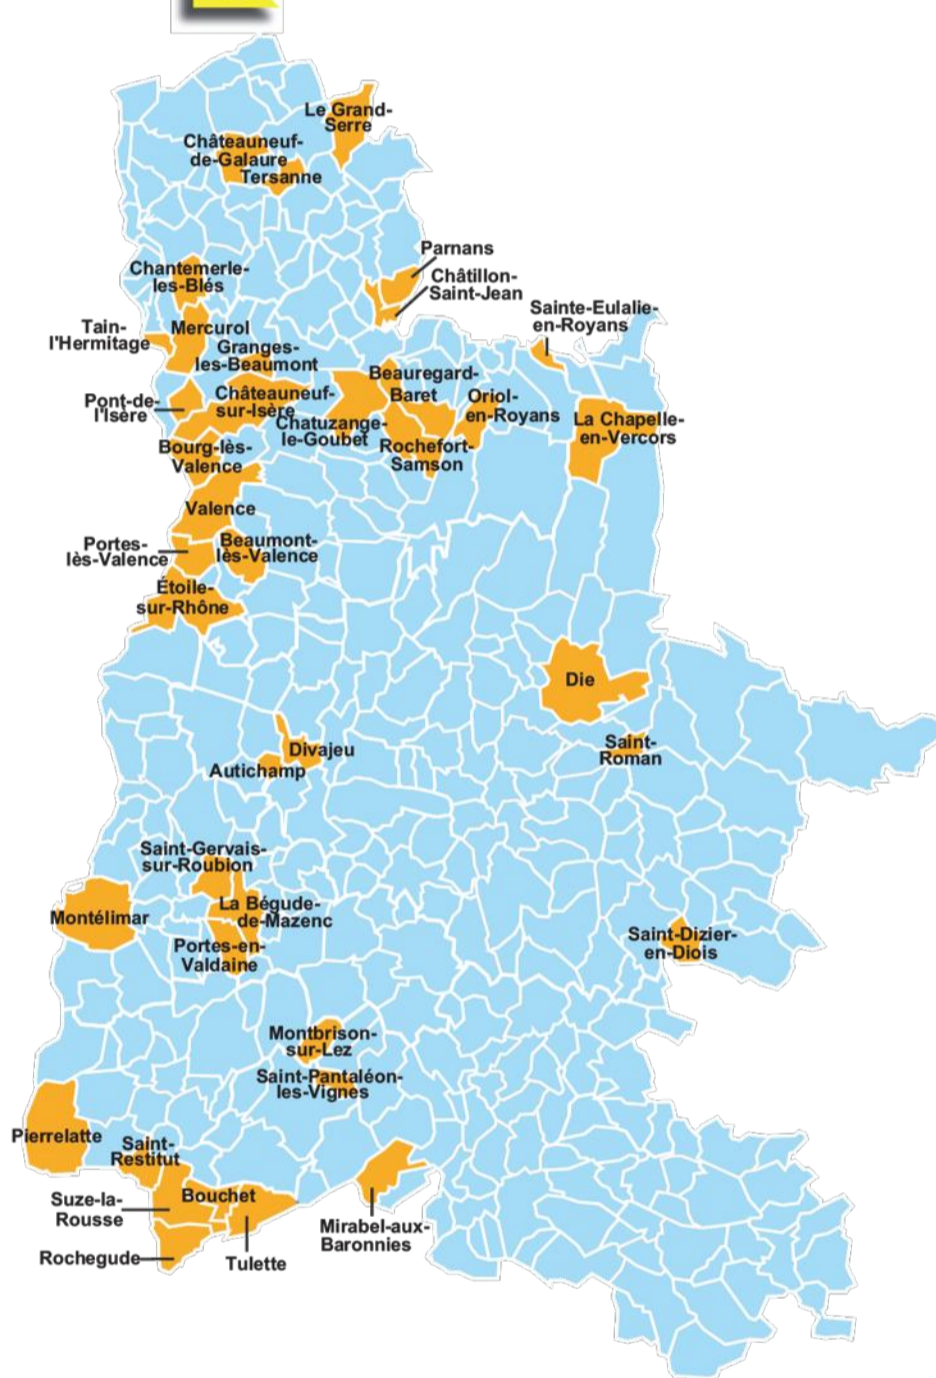 Le Grand-
Serre
Châteauneuf-
de-Galaure
Tersanne
Parnans
Châtillon-
Saint-Jean
Chantemerle-
les-Blés
Sainte-Eulalie-
en-Royans
Tain-
l'Hermitage
Mercurol
Granges-
les-Beaumont
Beauregard-
Baret
Pont-de-
l'Isère
Châteauneuf-
sur-Isère
Oriol-
en-Royans
La Chapelle-
en-Vercors
Chatuzange-
le-Goubet
Rochefort-
Samson
Bourg-lès-
Valence
Valence
Portes-
lès-Valence
Beaumont-
lès-Valence
Étoile-
sur-Rhône
Die
Saint-
Roman
Divajeu
Autichamp
Saint-Gervais-
sur-Roubion
La Bégude-
de-Mazenc
Montélimar
Portes-en-
Valdaine
Saint-Dizier-
en-Diois
Montbrison-
sur-Lez
Saint-Pantaléon-
les-Vignes
Pierrelatte
Saint-
Restitut
Suze-la-
Rousse
Bouchet
Mirabel-aux-
Baronnies
Rochegude
Tulette